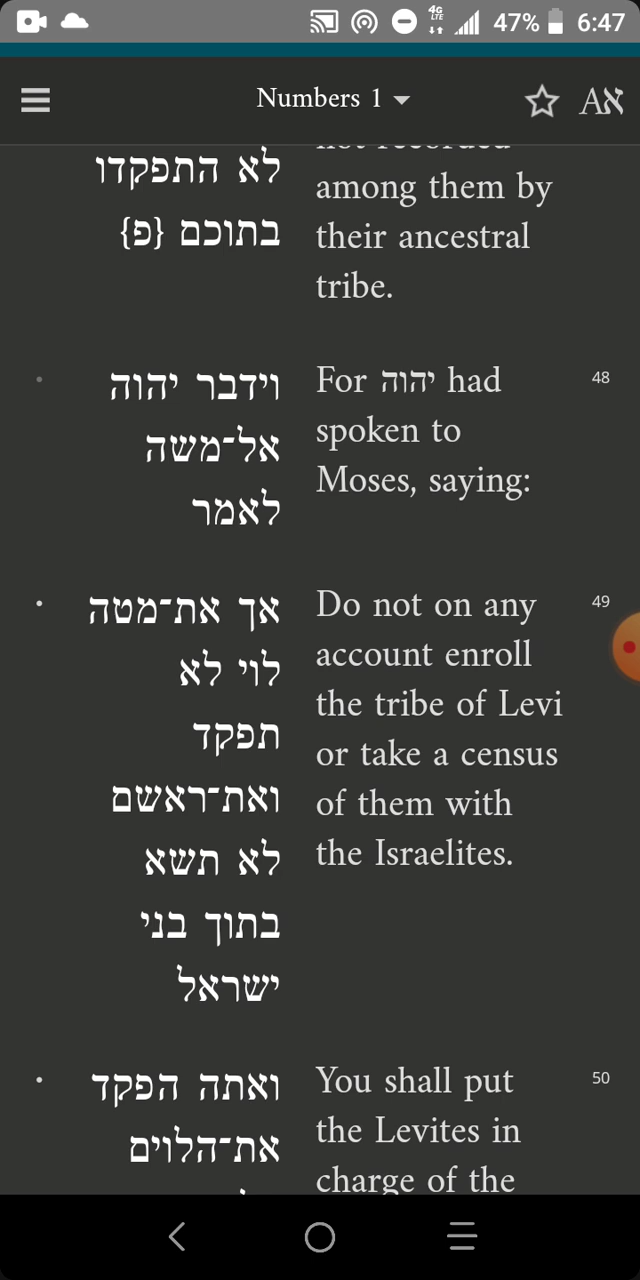 4G
LTE
47%
6:47
Numbers 1
Aא
לא התפקדו
בתוכם {פ}
among them by
their ancestral
tribe.
וידבר יהוה
אל־משה
לאמר
For יהוה had
spoken to
Moses, saying:
48
אך את־מטה
לוי לא
תפקד
ואת־ראשם
לא תשא
בתוך בני
ישראל
Do not on any
account enroll
the tribe of Levi
or take a census
of them with
the Israelites.
49
ואתה הפקד
את־הלוים
You shall put
the Levites in
charge of the
50